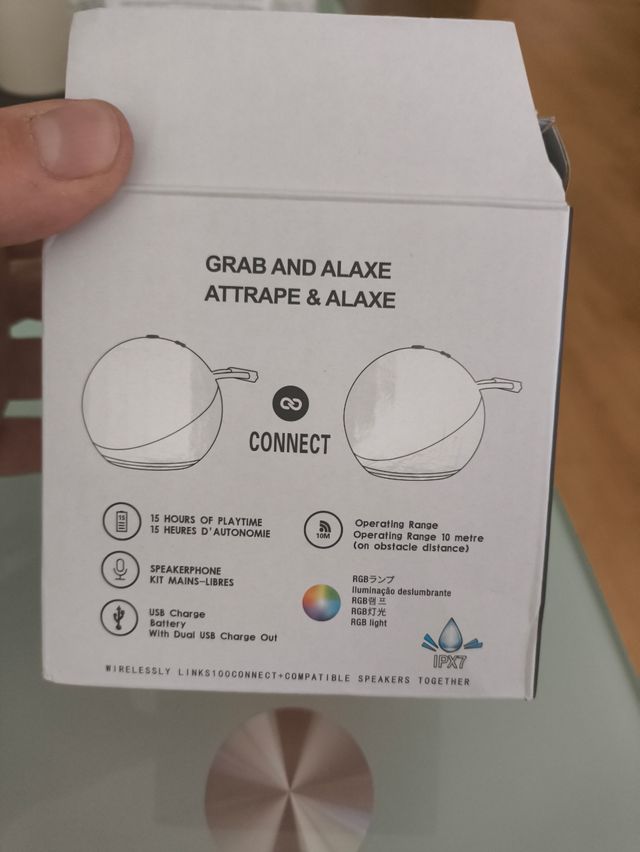 GRAB AND ALAXE
ATTRAPE & ALAXE
CONNECT
15
15 HOURS OF PLAYTIME
15 HEURES D'AUTONOMIE
10M
Operating Range
Operating Range 10 metre
(on obstacle distance)
SPEAKERPHONE
KIT MAINS-LIBRES
RGBランプ
Iluminação deslumbrante
RGB램프
RGB灯光
RGB light
USB Charge
Battery
With Dual USB Charge Out
IPX7
WIRELESSLY LINKS100CONNECT+COMPATIBLE SPEAKERS TOGETHER